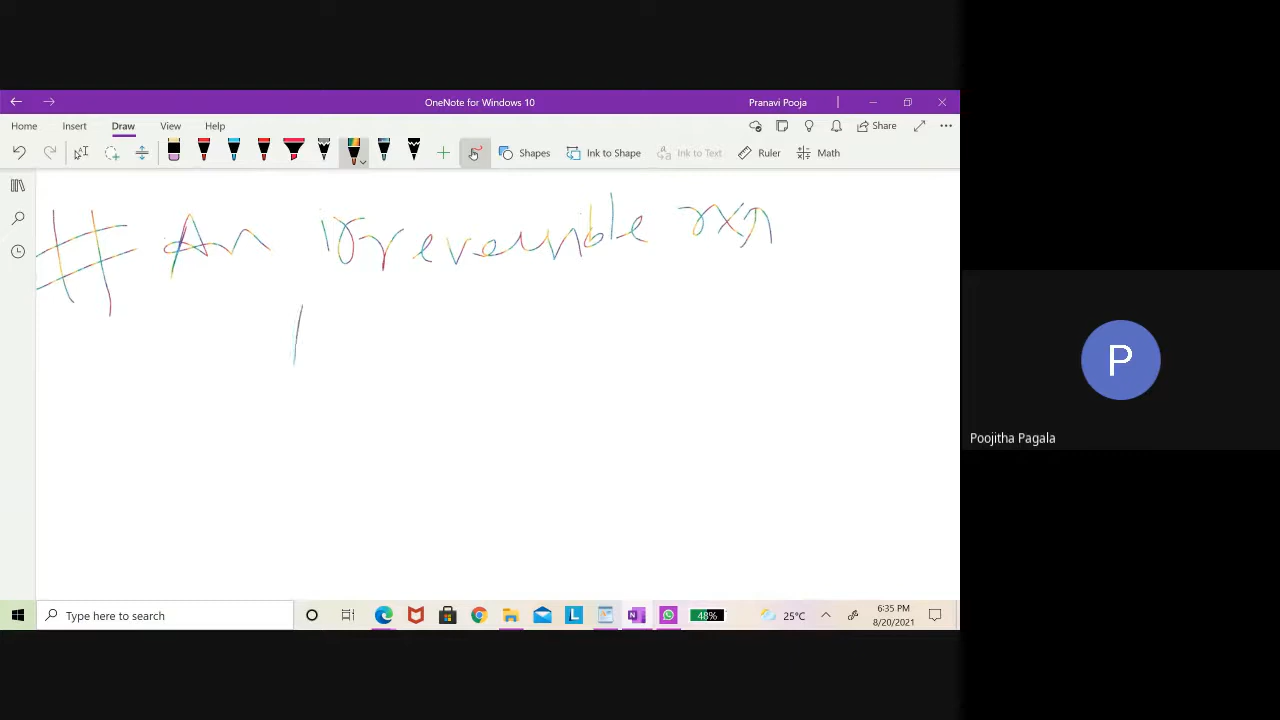 OneNote for Windows 10
Pranavi Pooja
Home Insert Draw View Help
Share
Shapes Ink to Shape Ink to Text Ruler Math
# An irreversible rxn
P
Poojitha Pagala
Type here to search
L
N
48%
25°C
6:35 PM
8/20/2021